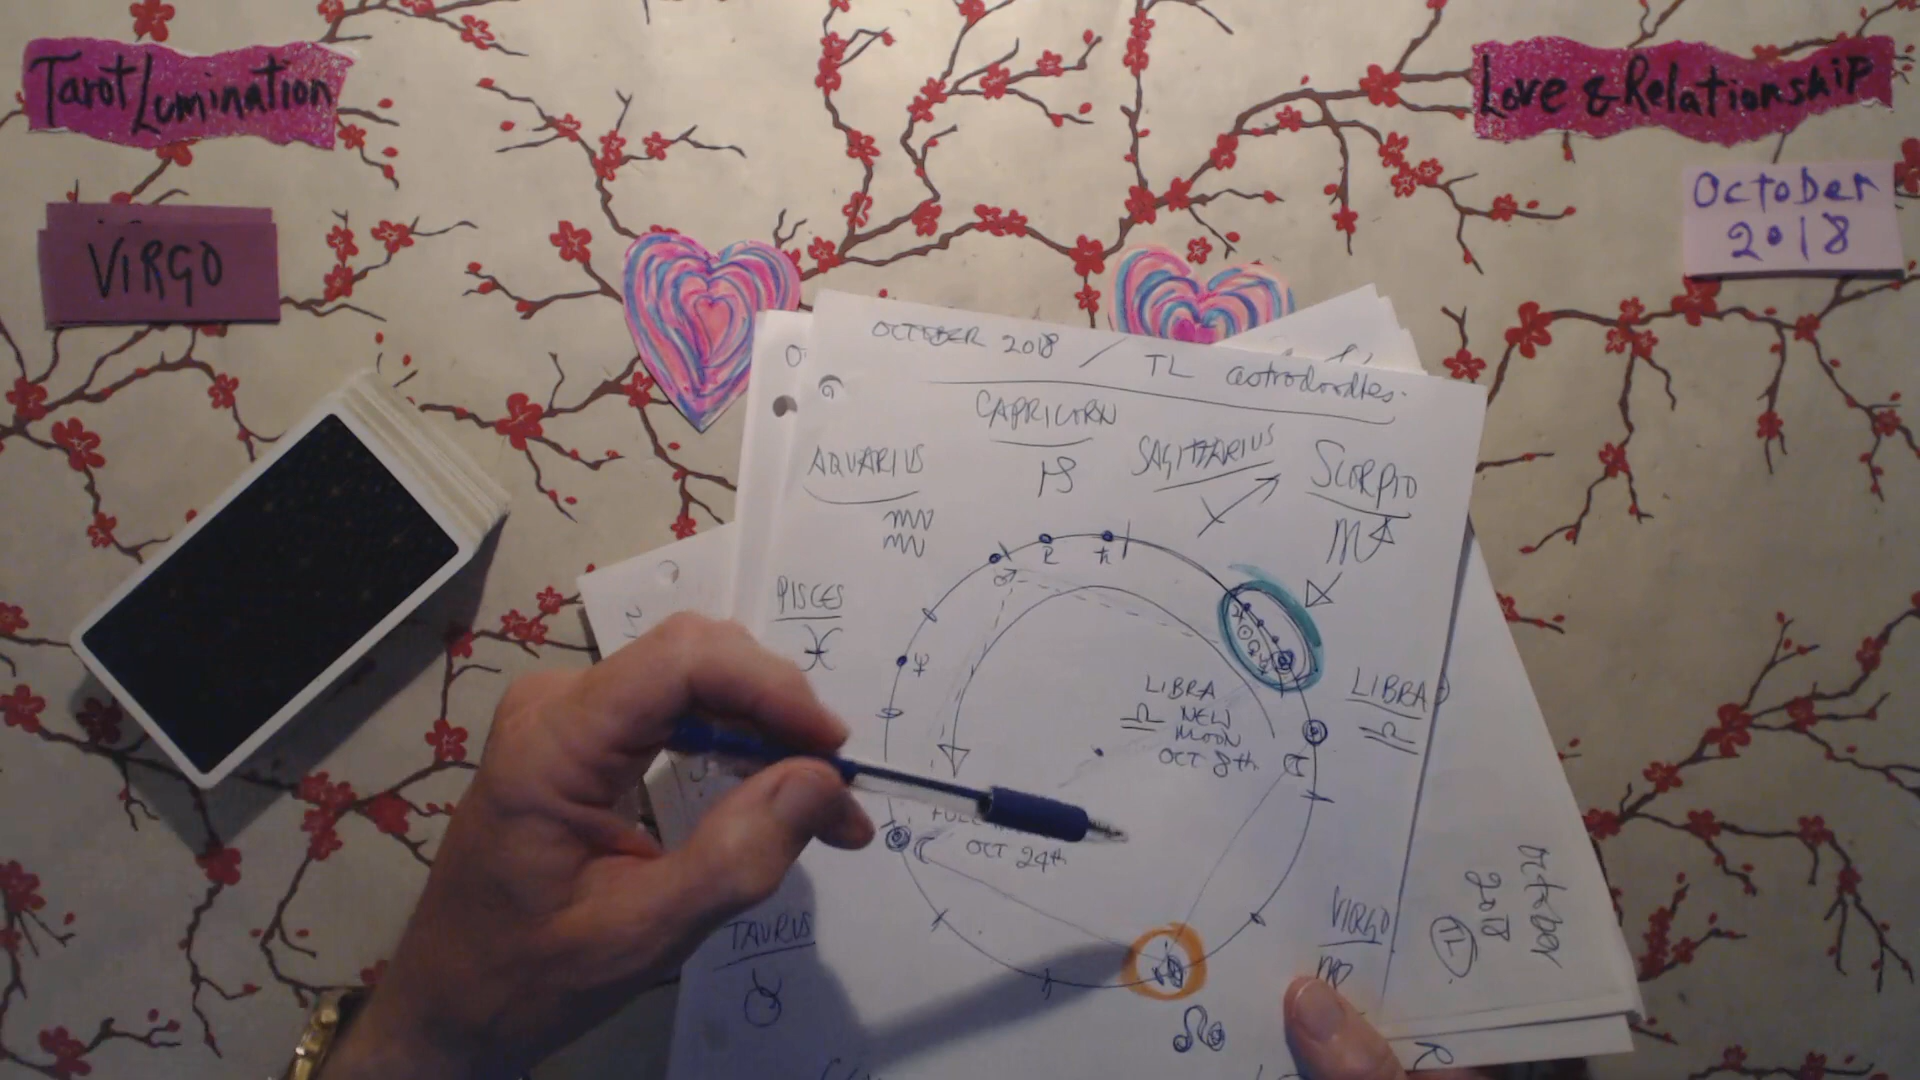 Tarot Lumination
Love & Relationship
VIRGO
October
2018
OCTOBER 2018 / TL astrodoodles.
CAPRICORN
AQUARIUS
SAGITTARIUS
SCORPIO
PISCES
LIBRA
NEW
MOON
OCT 8th
LIBRA
FULL
OCT 24th
VIRGO
TAURUS
October
2018
TL